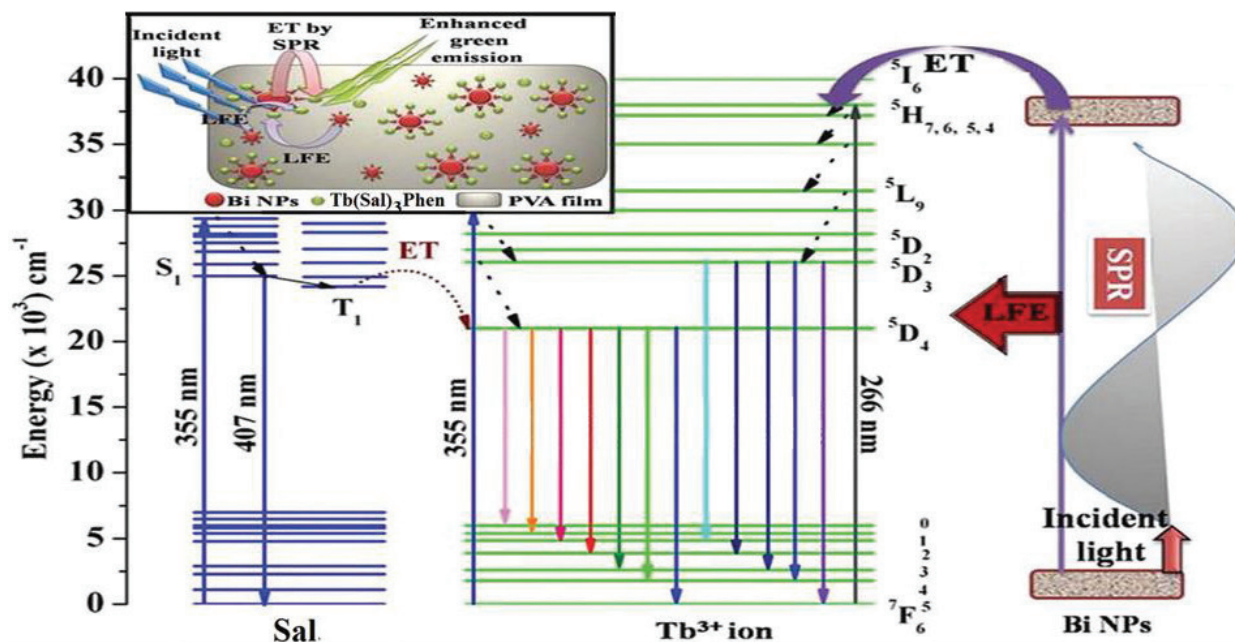 Incident
light
ET by
SPR
Enhanced
green
emission
LFE
LFE
Bi NPs
Tb(Sal)₃Phen
PVA film
Energy (x 10³) cm⁻¹
40
35
30
25
20
15
10
5
0
S₁
T₁
ET
355 nm
407 nm
355 nm
266 nm
⁵I₆
ET
⁵H₇, ₆, ₅, ₄
⁵L₉
⁵D₂
⁵D₃
⁵D₄
0
1
2
3
4
5
⁷F₆
SPR
LFE
Incident
light
Sal
Tb³⁺ ion
Bi NPs